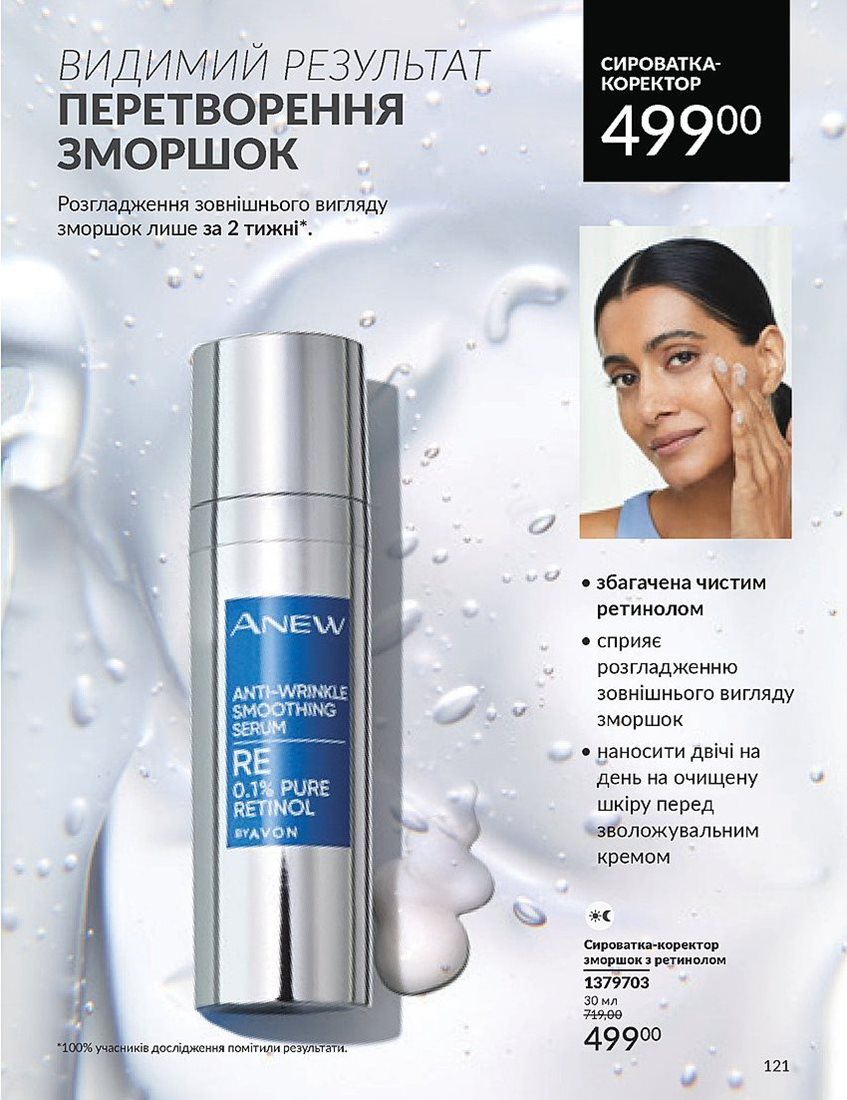 ВИДИМИЙ РЕЗУЛЬТАТ
ПЕРЕТВОРЕННЯ
ЗМОРШОК
Розгладження зовнішнього вигляду
зморшок лише за 2 тижні*.
СИРОВАТКА-
КОРЕКТОР
499⁰⁰
ANEW
ANTI-WRINKLE
SMOOTHING
SERUM
RE
0.1% PURE
RETINOL
BY AVON
• збагачена чистим
ретинолом
• сприяє
розгладженню
зовнішнього вигляду
зморшок
• наносити двічі на
день на очищену
шкіру перед
зволожувальним
кремом
Сироватка-коректор
зморшок з ретинолом
1379703
30 мл
719,00
499⁰⁰
*100% учасників дослідження помітили результати.
121